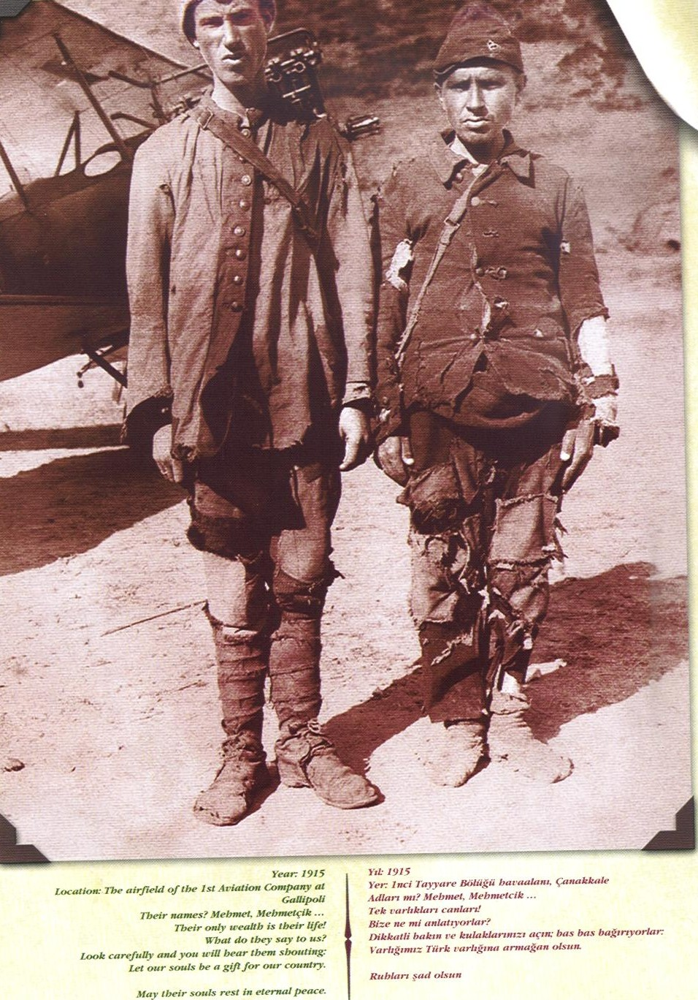 Year: 1915
Location: The airfield of the 1st Aviation Company at
Gallipoli
Their names? Mehmet, Mehmetçik ...
Their only wealth is their life!
What do they say to us?
Look carefully and you will hear them shouting:
Let our souls be a gift for our country.
May their souls rest in eternal peace.
Yıl: 1915
Yer: 1nci Tayyare Bölüğü havaalanı, Çanakkale
Adları mı? Mehmet, Mehmetcik ...
Tek varlıkları canları!
Bize ne mi anlatıyorlar?
Dikkatli bakın ve kulaklarınızı açın; bas bas bağırıyorlar:
Varlığımız Türk varlığına armağan olsun.
Ruhları şad olsun